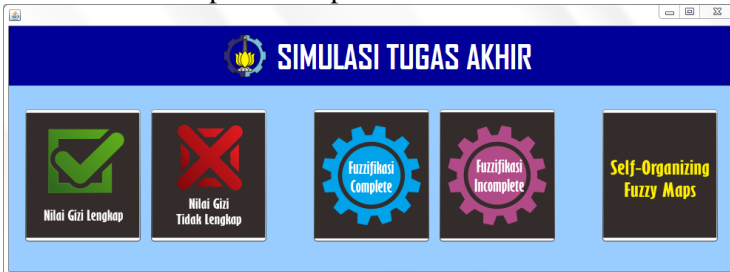 SIMULASI TUGAS AKHIR
Nilai Gizi Lengkap
Nilai Gizi
Tidak Lengkap
Fuzzifikasi
Complete
Fuzzifikasi
Incomplete
Self-Organizing
Fuzzy Maps